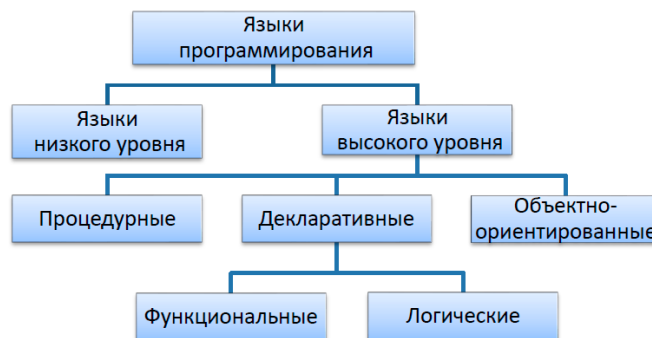 Языки
программирования
Языки
низкого уровня
Языки
высокого уровня
Процедурные
Декларативные
Объектно-
ориентированные
Функциональные
Логические